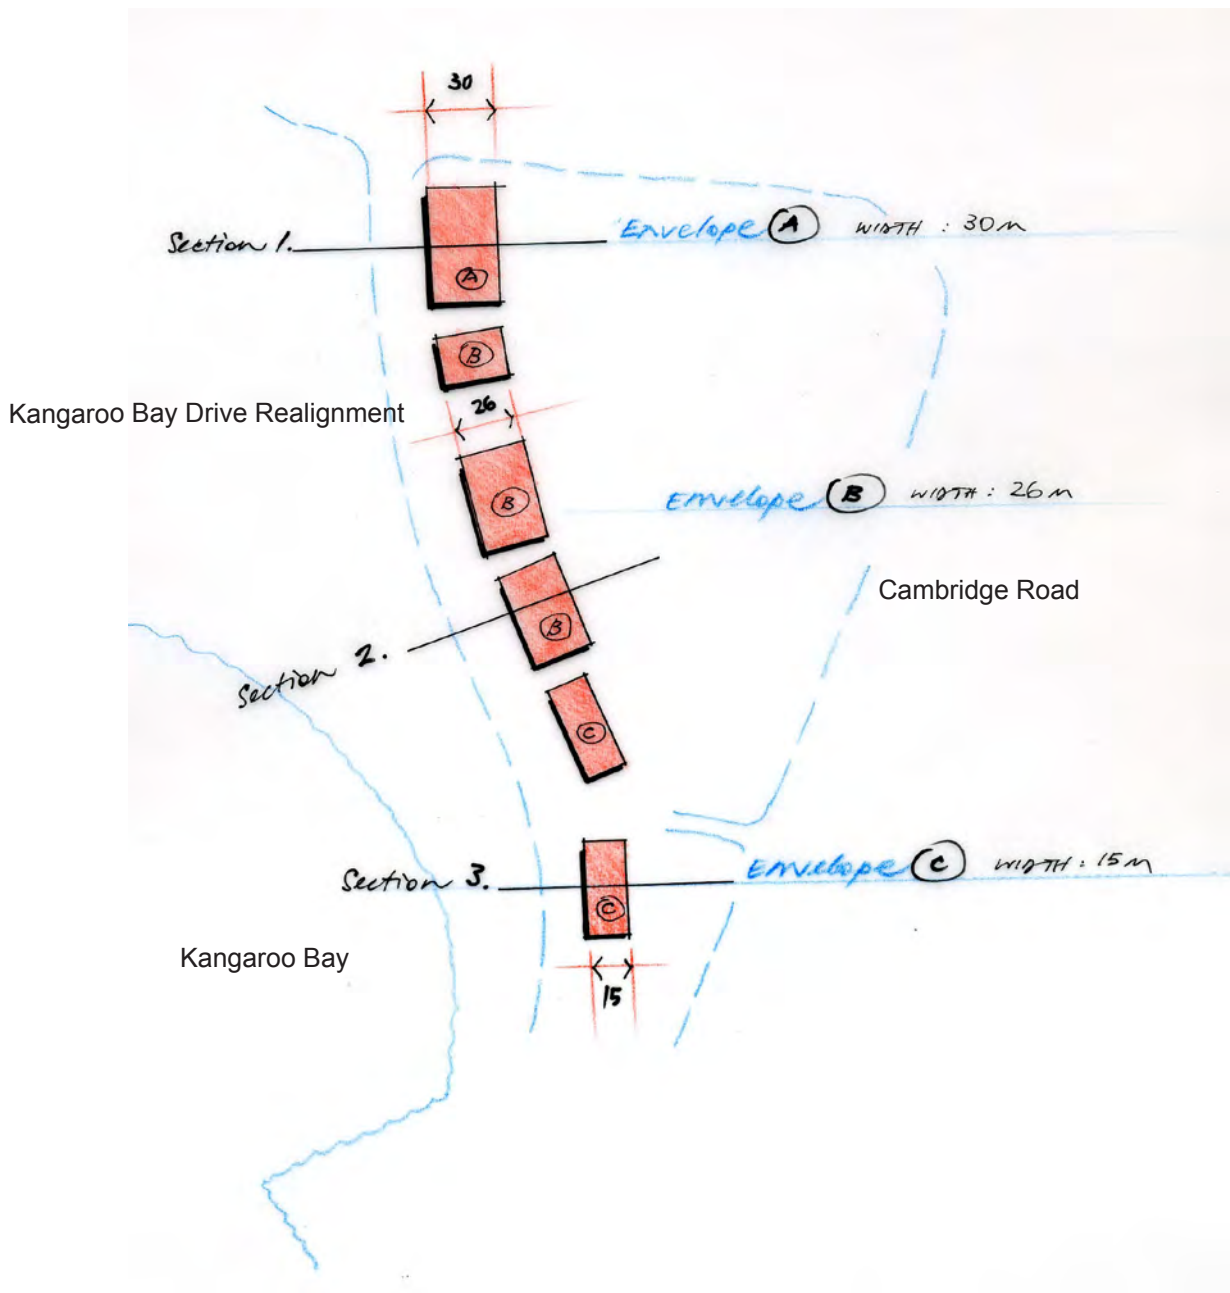 30
Section 1.
Envelope A WIDTH : 30m
A
B
Kangaroo Bay Drive Realignment
26
B
Envelope B WIDTH : 26m
Cambridge Road
B
Section 2.
C
Section 3.
Envelope C WIDTH : 15m
C
Kangaroo Bay
15